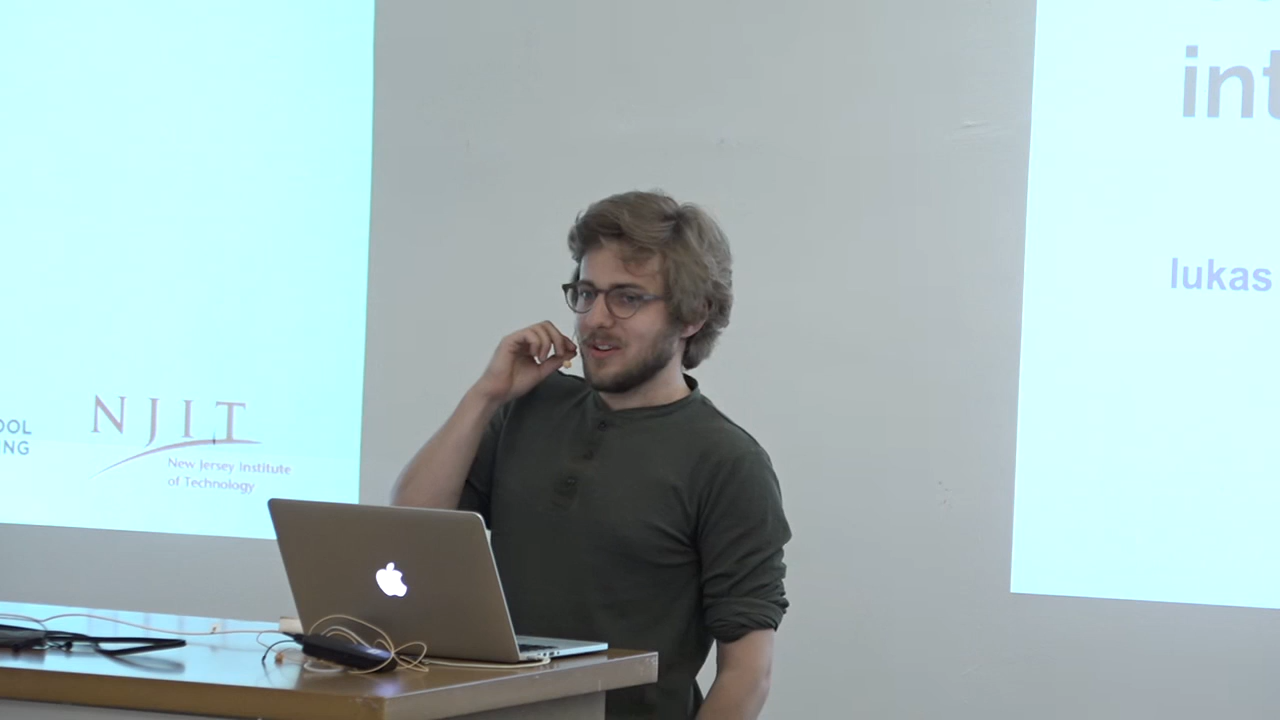 OOL
NG
NJIT
New Jersey Institute
of Technology
int
lukas